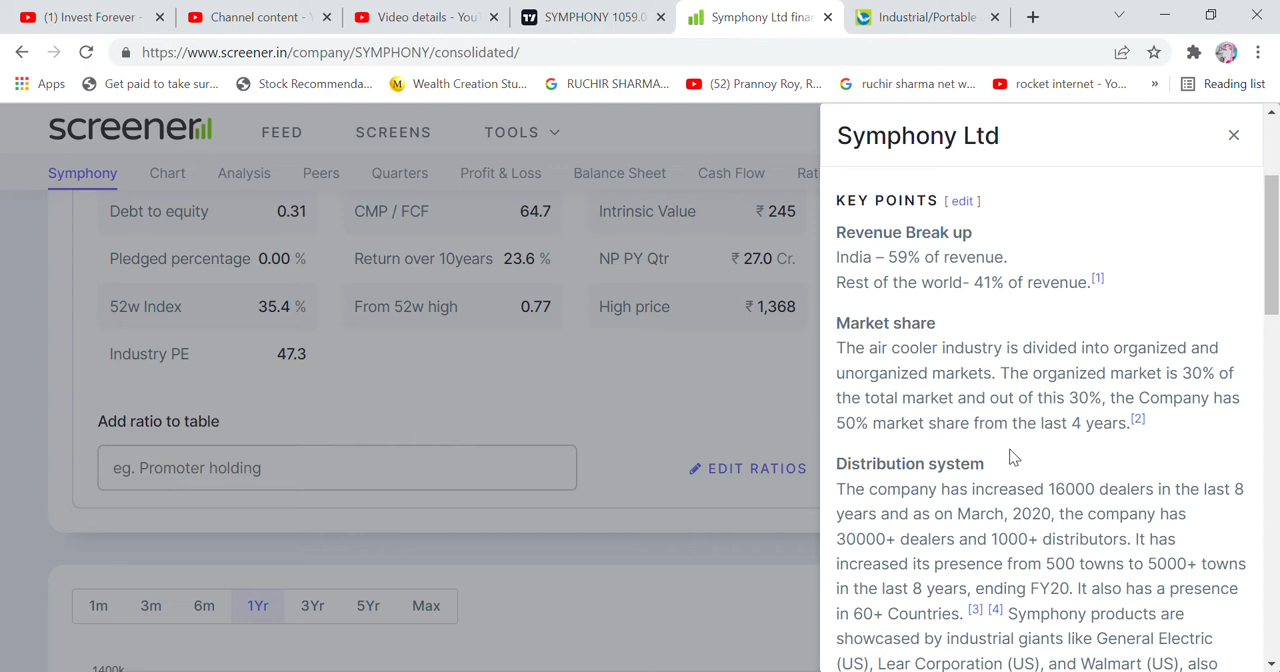 (1) Invest Forever -
Channel content -
Video details - You
SYMPHONY 1059.0
Symphony Ltd finan
Industrial/Portable
https://www.screener.in/company/SYMPHONY/consolidated/
Apps
Get paid to take sur...
Stock Recommenda...
M Wealth Creation Stu...
G RUCHIR SHARMA...
(52) Prannoy Roy, R...
G ruchir sharma net w...
rocket internet - Yo...
»
Reading list
screener
FEED
SCREENS
TOOLS
Symphony
Chart
Analysis
Peers
Quarters
Profit & Loss
Balance Sheet
Cash Flow
Rat
Debt to equity 0.31
CMP / FCF 64.7
Intrinsic Value ₹ 245
Pledged percentage 0.00 %
Return over 10years 23.6 %
NP PY Qtr ₹ 27.0 Cr.
52w Index 35.4 %
From 52w high 0.77
High price ₹ 1,368
Industry PE 47.3
Add ratio to table
eg. Promoter holding
EDIT RATIOS
1m 3m 6m 1Yr 3Yr 5Yr Max
1400k
Symphony Ltd
KEY POINTS [ edit ]
Revenue Break up
India – 59% of revenue.
Rest of the world- 41% of revenue.[1]
Market share
The air cooler industry is divided into organized and
unorganized markets. The organized market is 30% of
the total market and out of this 30%, the Company has
50% market share from the last 4 years.[2]
Distribution system
The company has increased 16000 dealers in the last 8
years and as on March, 2020, the company has
30000+ dealers and 1000+ distributors. It has
increased its presence from 500 towns to 5000+ towns
in the last 8 years, ending FY20. It also has a presence
in 60+ Countries. [3] [4] Symphony products are
showcased by industrial giants like General Electric
(US), Lear Corporation (US), and Walmart (US), also